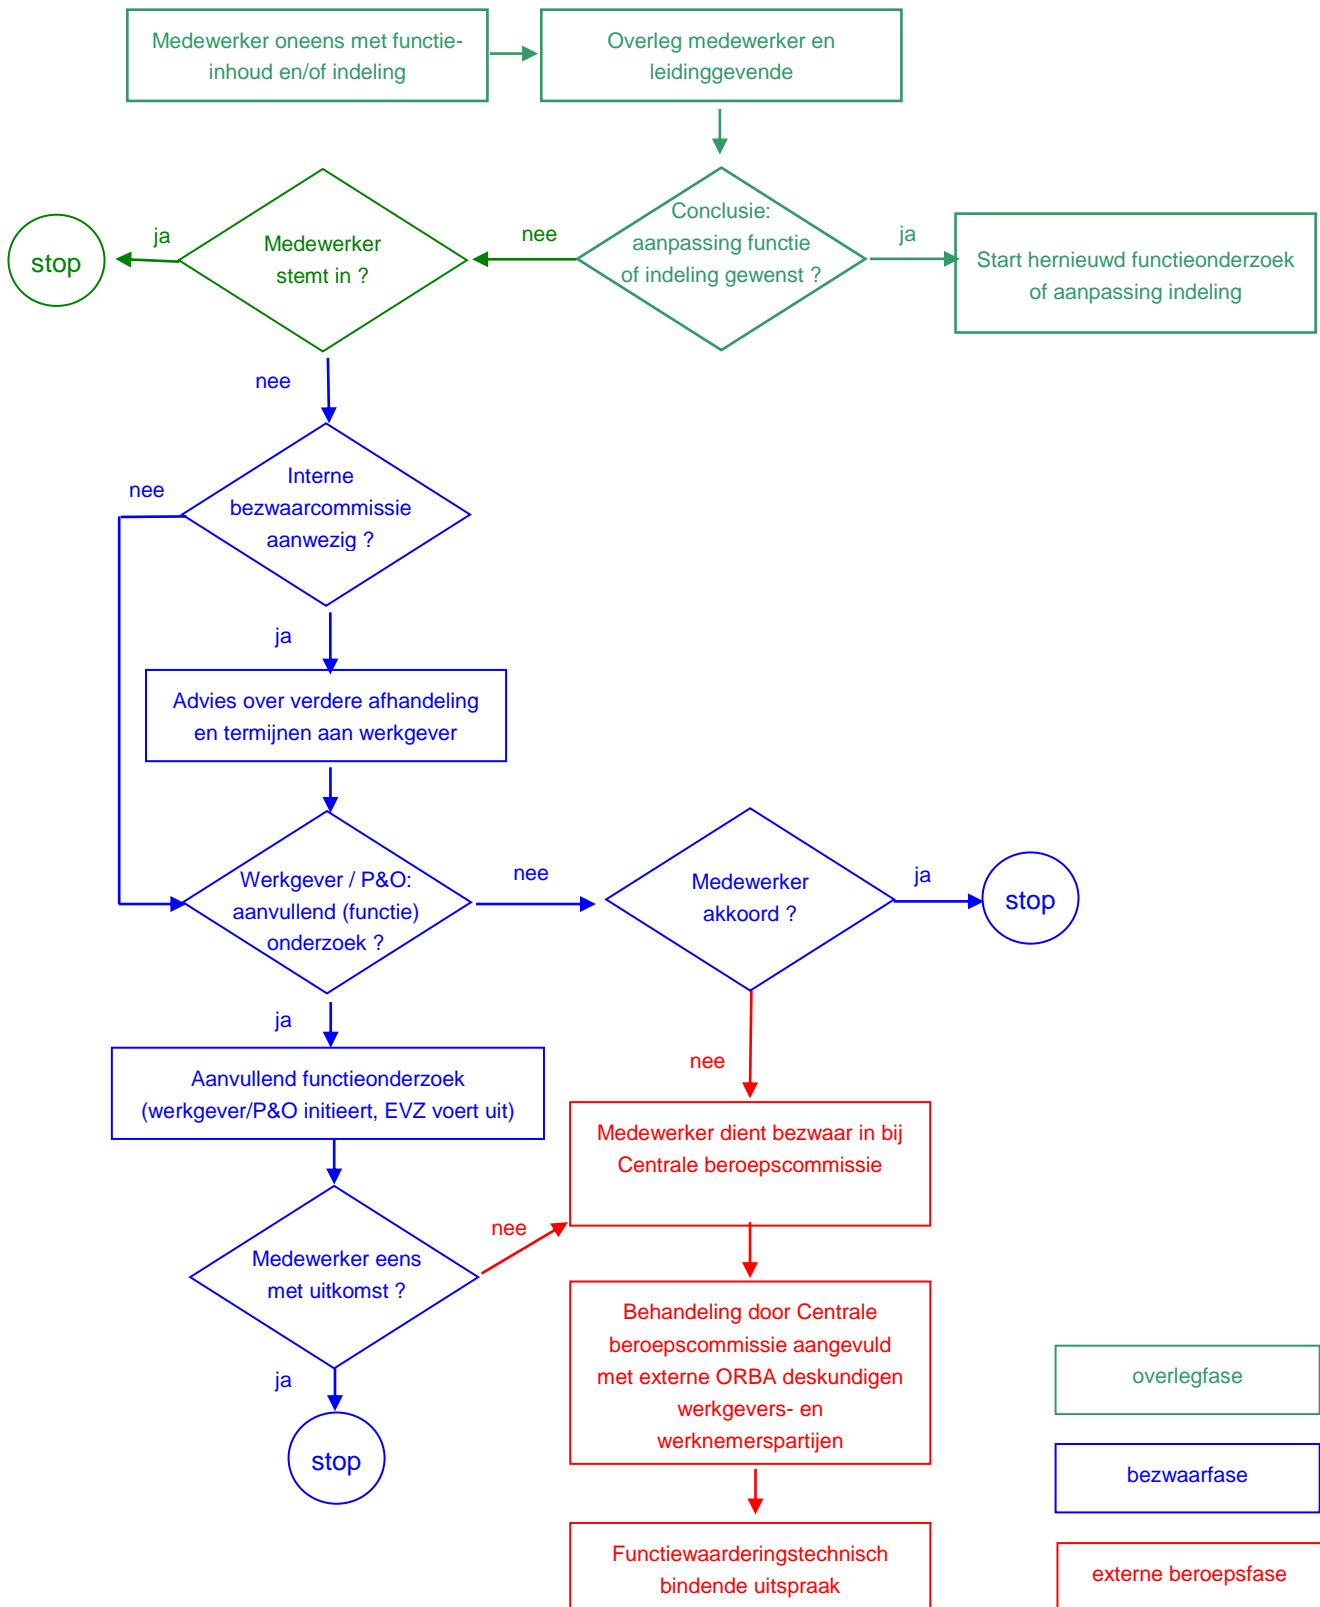 Medewerker oneens met functie-
inhoud en/of indeling
Overleg medewerker en
leidinggevende
Conclusie:
aanpassing functie
of indeling gewenst ?
ja
Start hernieuwd functieonderzoek
of aanpassing indeling
nee
Medewerker
stemt in ?
ja
stop
nee
Interne
bezwaarcommissie
aanwezig ?
nee
ja
Advies over verdere afhandeling
en termijnen aan werkgever
Werkgever / P&O:
aanvullend (functie)
onderzoek ?
nee
Medewerker
akkoord ?
ja
stop
ja
nee
Aanvullend functieonderzoek
(werkgever/P&O initieert, EVZ voert uit)
Medewerker dient bezwaar in bij
Centrale beroepscommissie
Medewerker eens
met uitkomst ?
nee
ja
stop
Behandeling door Centrale
beroepscommissie aangevuld
met externe ORBA deskundigen
werkgevers- en
werknemerspartijen
Functiewaarderingstechnisch
bindende uitspraak
overlegfase
bezwaarfase
externe beroepsfase